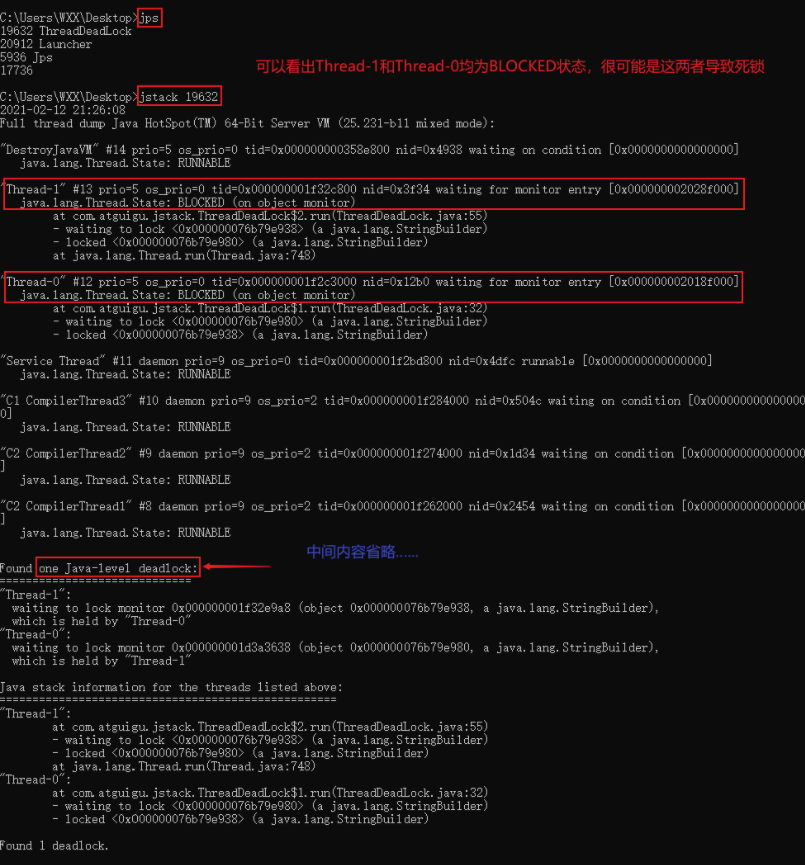 C:\Users\WXX\Desktop>jps
19632 ThreadDeadLock
20912 Launcher
5936 Jps
17736
可以看出Thread-1和Thread-0均为BLOCKED状态，很可能是这两者导致死锁
C:\Users\WXX\Desktop>jstack 19632
2021-02-12 21:26:08
Full thread dump Java HotSpot(TM) 64-Bit Server VM (25.231-b11 mixed mode):
"DestroyJavaVM" #14 prio=5 os_prio=0 tid=0x000000000358e800 nid=0x4938 waiting on condition [0x0000000000000000]
java.lang.Thread.State: RUNNABLE
"Thread-1" #13 prio=5 os_prio=0 tid=0x000000001f32c800 nid=0x3f34 waiting for monitor entry [0x000000002028f000]
java.lang.Thread.State: BLOCKED (on object monitor)
at com.atguigu.jstack.ThreadDeadLock$2.run(ThreadDeadLock.java:55)
- waiting to lock <0x000000076b79e938> (a java.lang.StringBuilder)
- locked <0x000000076b79e980> (a java.lang.StringBuilder)
at java.lang.Thread.run(Thread.java:748)
"Thread-0" #12 prio=5 os_prio=0 tid=0x000000001f2c3000 nid=0x12b0 waiting for monitor entry [0x000000002018f000]
java.lang.Thread.State: BLOCKED (on object monitor)
at com.atguigu.jstack.ThreadDeadLock$1.run(ThreadDeadLock.java:32)
- waiting to lock <0x000000076b79e980> (a java.lang.StringBuilder)
- locked <0x000000076b79e938> (a java.lang.StringBuilder)
"Service Thread" #11 daemon prio=9 os_prio=0 tid=0x000000001f2bd800 nid=0x4dfc runnable [0x0000000000000000]
java.lang.Thread.State: RUNNABLE
"C1 CompilerThread3" #10 daemon prio=9 os_prio=2 tid=0x000000001f284000 nid=0x504c waiting on condition [0x000000000000000
0]
java.lang.Thread.State: RUNNABLE
"C2 CompilerThread2" #9 daemon prio=9 os_prio=2 tid=0x000000001f274000 nid=0x1d34 waiting on condition [0x0000000000000000
]
java.lang.Thread.State: RUNNABLE
"C2 CompilerThread1" #8 daemon prio=9 os_prio=2 tid=0x000000001f262000 nid=0x2454 waiting on condition [0x0000000000000000
]
java.lang.Thread.State: RUNNABLE
中间内容省略......
Found one Java-level deadlock:
=============================
"Thread-1":
waiting to lock monitor 0x000000001f32e9a8 (object 0x000000076b79e938, a java.lang.StringBuilder),
which is held by "Thread-0"
"Thread-0":
waiting to lock monitor 0x000000001d3a3638 (object 0x000000076b79e980, a java.lang.StringBuilder),
which is held by "Thread-1"
Java stack information for the threads listed above:
===================================================
"Thread-1":
at com.atguigu.jstack.ThreadDeadLock$2.run(ThreadDeadLock.java:55)
- waiting to lock <0x000000076b79e938> (a java.lang.StringBuilder)
- locked <0x000000076b79e980> (a java.lang.StringBuilder)
at java.lang.Thread.run(Thread.java:748)
"Thread-0":
at com.atguigu.jstack.ThreadDeadLock$1.run(ThreadDeadLock.java:32)
- waiting to lock <0x000000076b79e980> (a java.lang.StringBuilder)
- locked <0x000000076b79e938> (a java.lang.StringBuilder)
Found 1 deadlock.